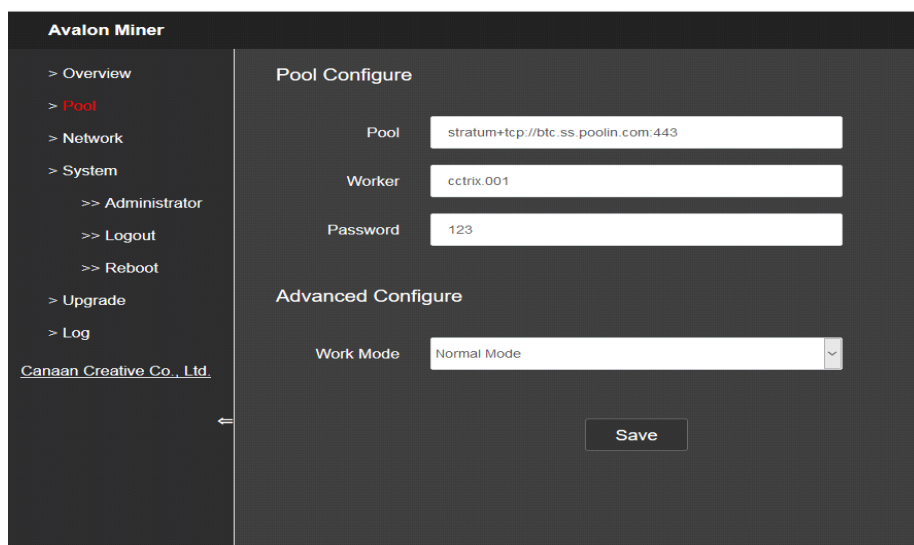 Avalon Miner
> Overview
> Pool
> Network
> System
>> Administrator
>> Logout
>> Reboot
> Upgrade
> Log
Canaan Creative Co., Ltd.
⇐
Pool Configure
Pool stratum+tcp://btc.ss.poolin.com:443
Worker cctrix.001
Password 123
Advanced Configure
Work Mode Normal Mode
Save